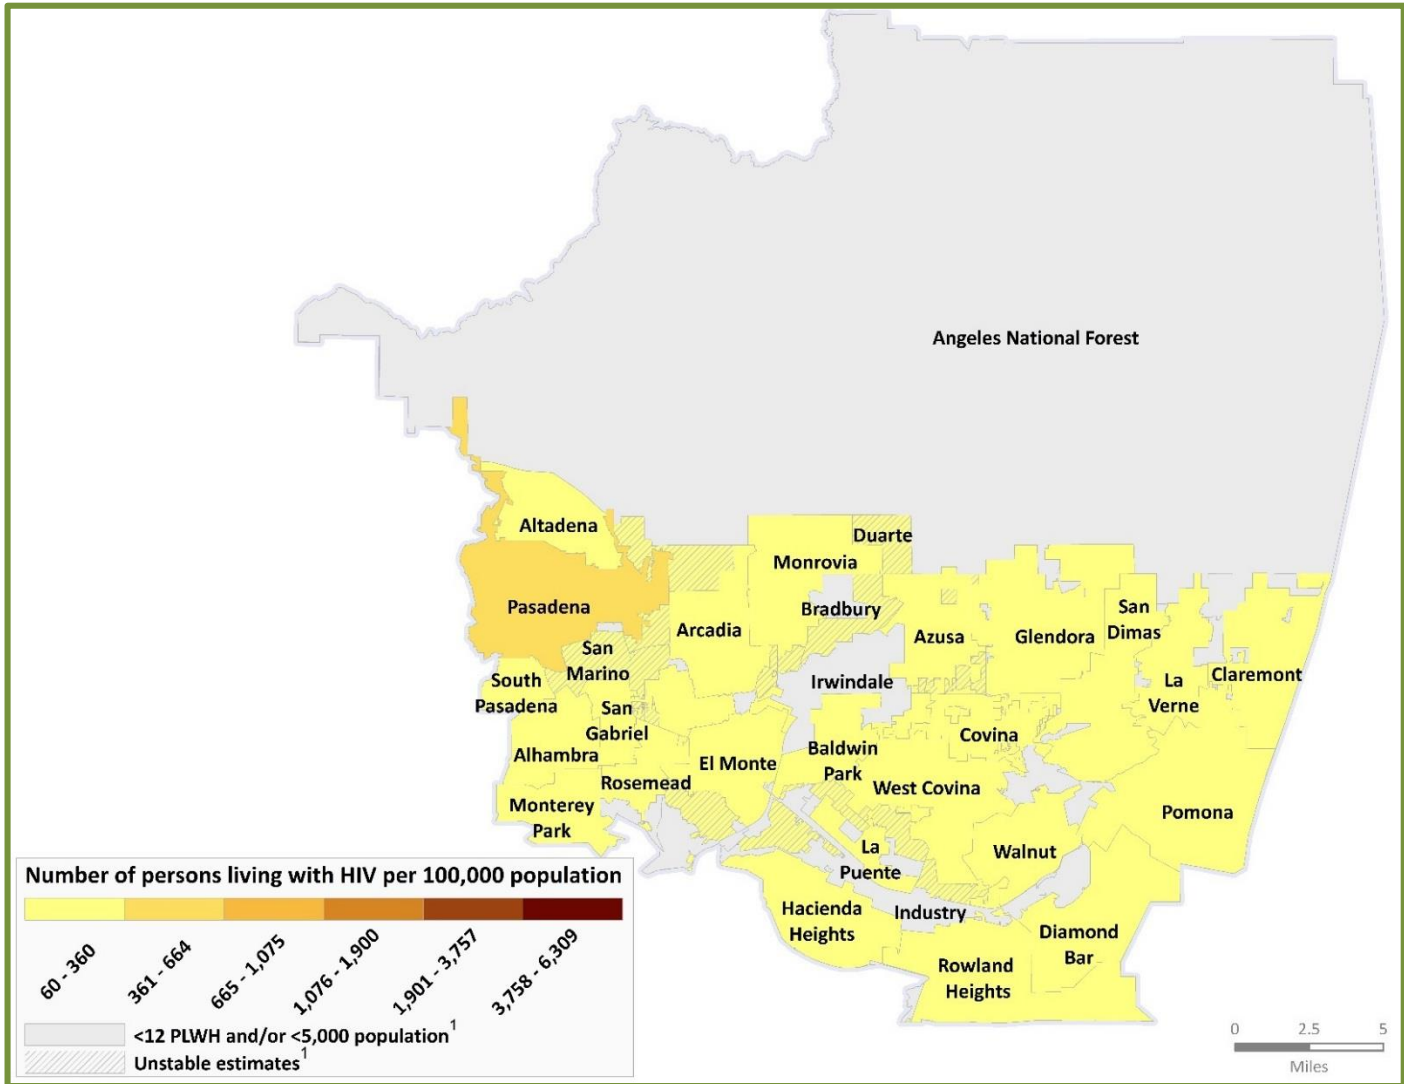 Angeles National Forest
Altadena
Duarte
Monrovia
Pasadena
Bradbury
Arcadia
Azusa
Glendora
San
Dimas
San
Marino
Irwindale
La
Verne
Claremont
South
Pasadena
San
Gabriel
Covina
Alhambra
El Monte
Baldwin
Park
Rosemead
West Covina
Monterey
Park
Pomona
La
Puente
Walnut
Hacienda
Heights
Industry
Diamond
Bar
Rowland
Heights
Number of persons living with HIV per 100,000 population
60 - 360
361 - 664
665 - 1,075
1,076 - 1,900
1,901 - 3,757
3,758 - 6,309
<12 PLWH and/or <5,000 population1
Unstable estimates1
0 2.5 5
Miles